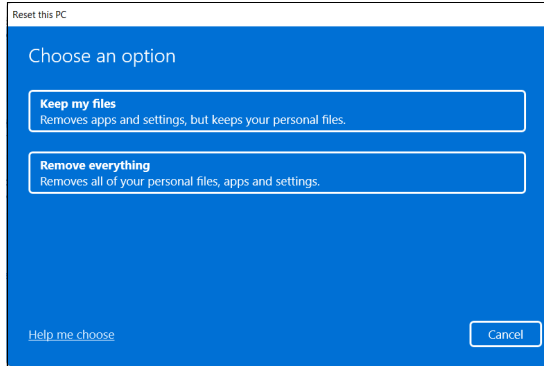 Reset this PC
Choose an option
Keep my files
Removes apps and settings, but keeps your personal files.
Remove everything
Removes all of your personal files, apps and settings.
Help me choose
Cancel